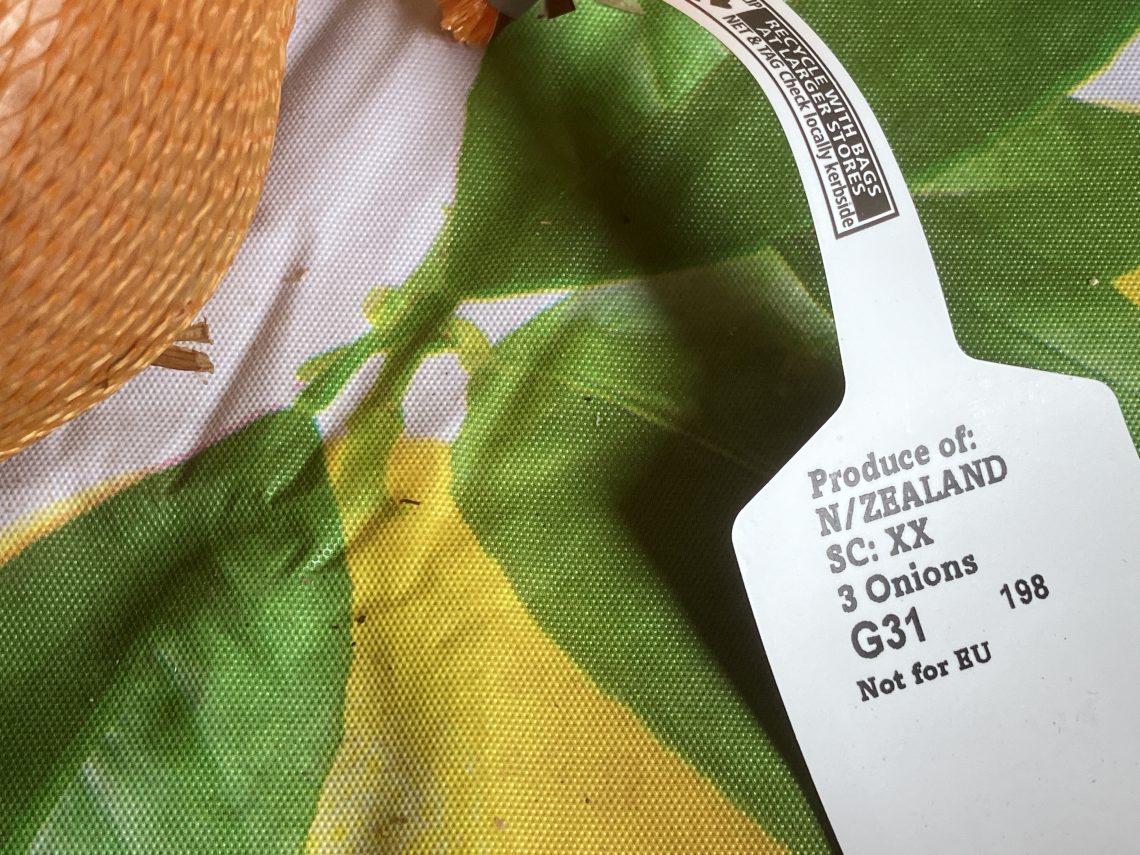 RECYCLE WITH BAGS
AT LARGER STORES
NET & TAG Check locally kerbside
Produce of:
N/ZEALAND
SC: XX
3 Onions
G31 198
Not for EU